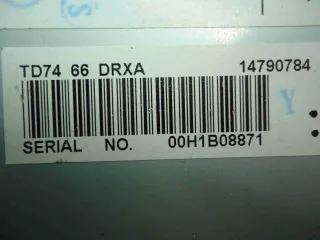 TD74 66 DRXA 14790784
Y
SERIAL NO. 00H1B08871